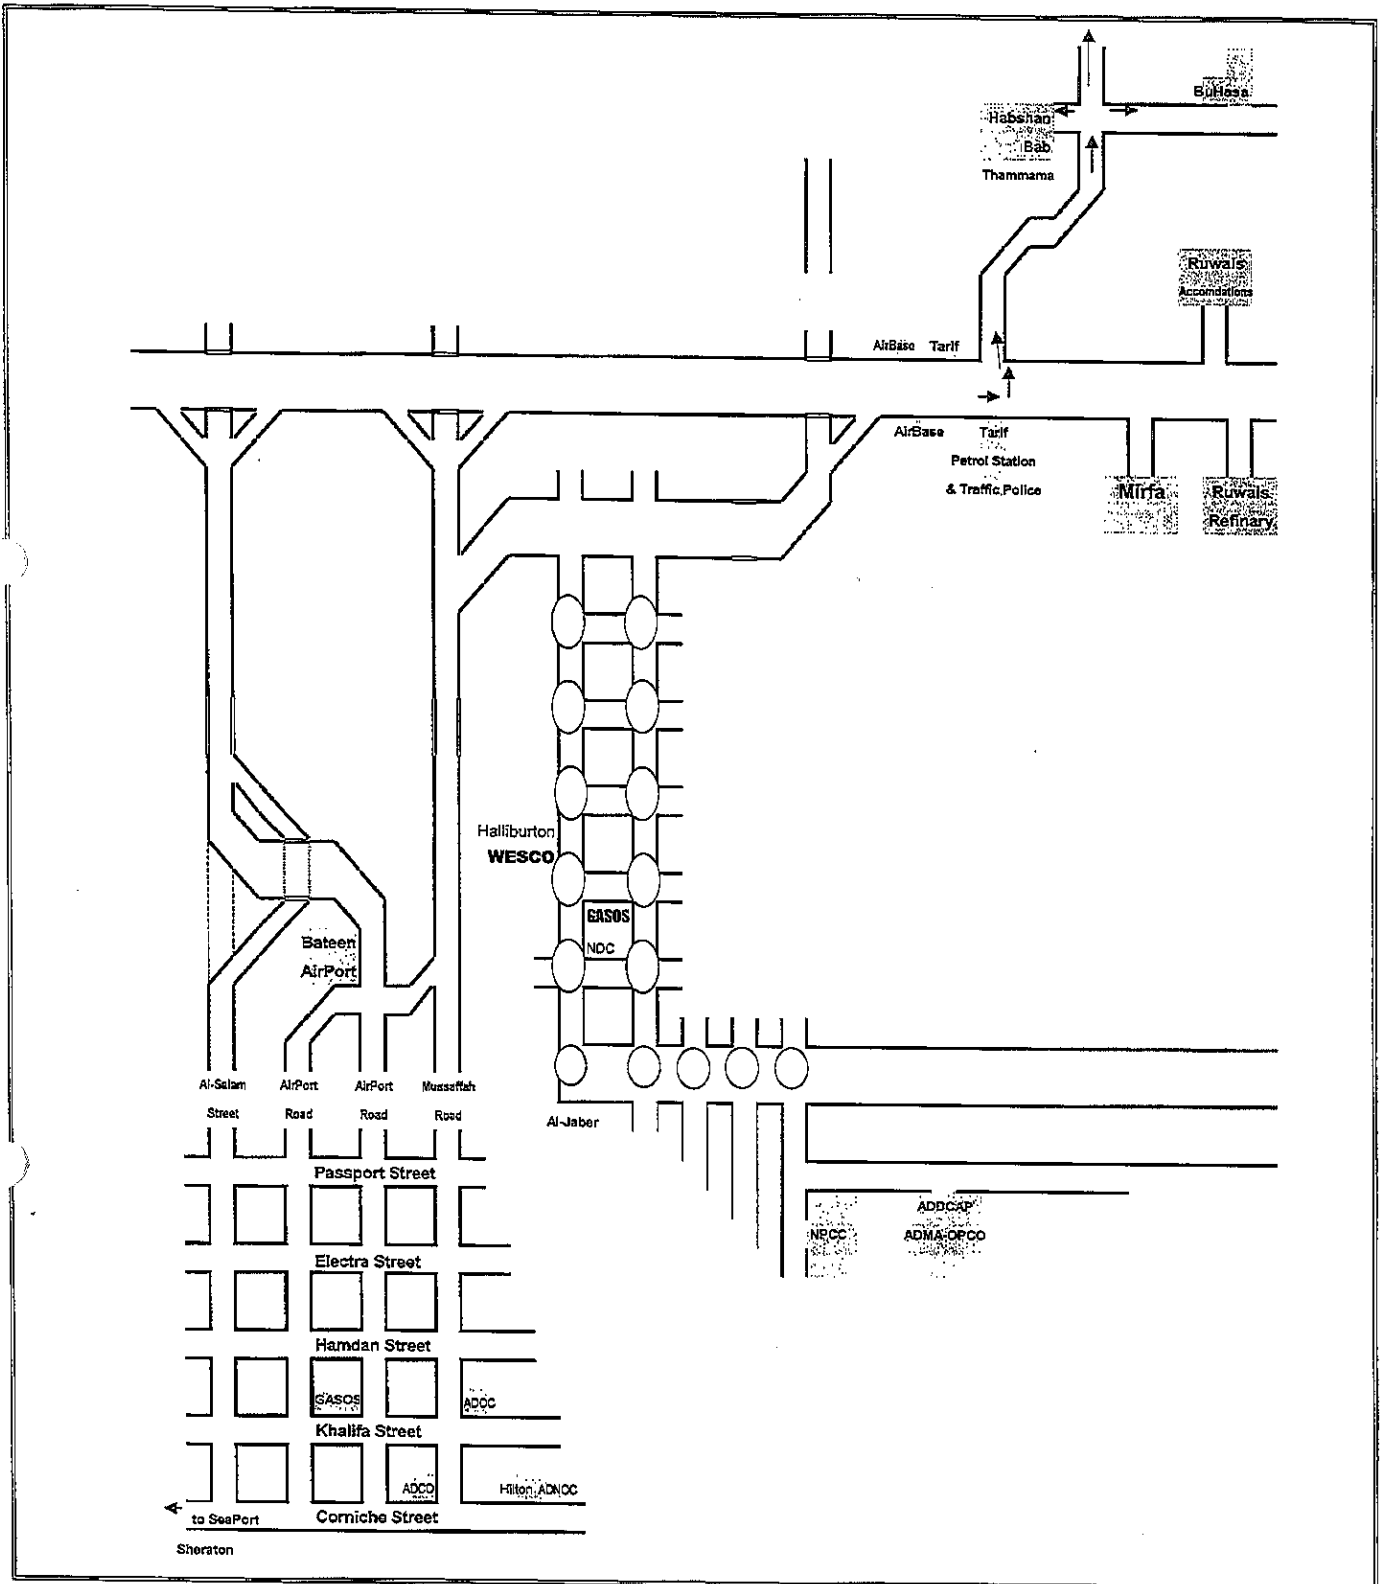 BuHasa
Habshan
Bab
Thammama
Ruwais
Accomdations
AirBase Tarif
AirBase Tarif
Petrol Station
& Traffic Police
Mirfa
Ruwais
Refinary
Halliburton
WESCO
GASOS
NDC
Bateen
AirPort
Al-Salam
Street
AirPort
Road
AirPort
Road
Mussaffah
Road
Al-Jaber
Passport Street
NPCC
ADDCAP
ADMA-OPCO
Electra Street
Hamdan Street
GASOS
ADOC
Khalifa Street
ADCO
Hilton ADNOC
to SeaPort
Corniche Street
Sheraton